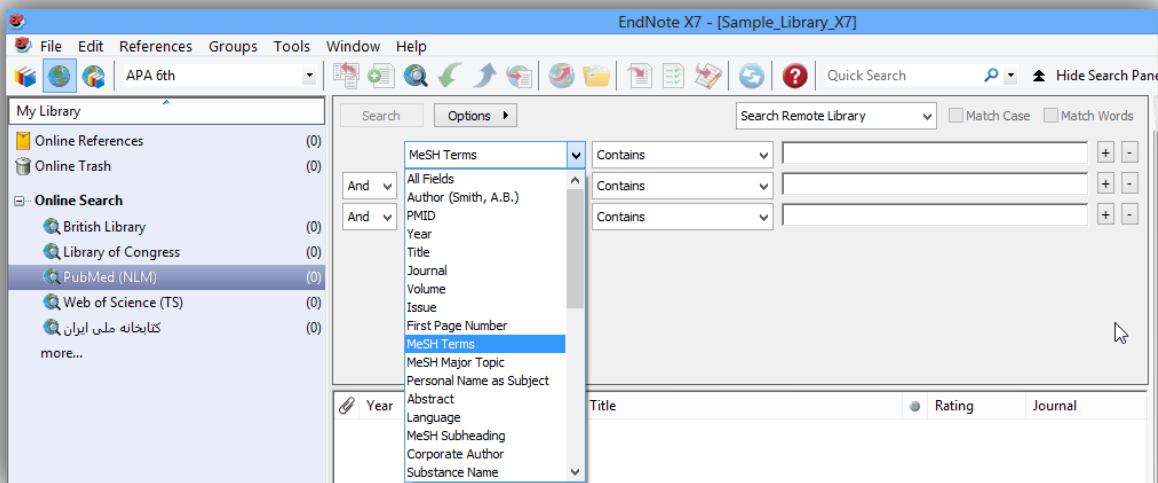 EndNote X7 - [Sample_Library_X7]
File Edit References Groups Tools Window Help
APA 6th Quick Search Hide Search Pane
My Library
Search Options Search Remote Library Match Case Match Words
Online References (0)
Online Trash (0)
Online Search
British Library (0)
Library of Congress (0)
PubMed (NLM) (0)
Web of Science (TS) (0)
کتابخانه ملی ایران (0)
more...
MeSH Terms Contains + -
And Contains + -
And Contains + -
All Fields
Author (Smith, A.B.)
PMID
Year
Title
Journal
Volume
Issue
First Page Number
MeSH Terms
MeSH Major Topic
Personal Name as Subject
Abstract
Language
MeSH Subheading
Corporate Author
Substance Name
Year Title Rating Journal